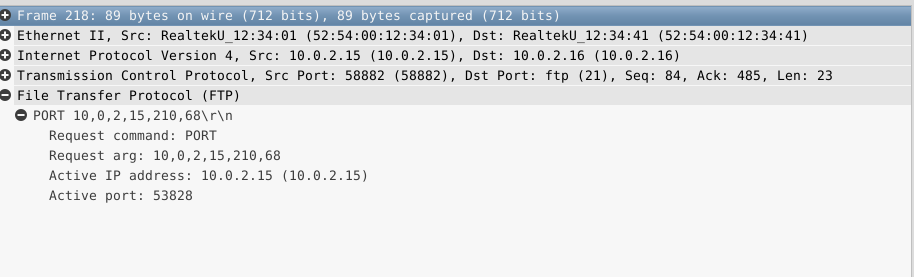 Frame 218: 89 bytes on wire (712 bits), 89 bytes captured (712 bits)
Ethernet II, Src: RealtekU_12:34:01 (52:54:00:12:34:01), Dst: RealtekU_12:34:41 (52:54:00:12:34:41)
Internet Protocol Version 4, Src: 10.0.2.15 (10.0.2.15), Dst: 10.0.2.16 (10.0.2.16)
Transmission Control Protocol, Src Port: 58882 (58882), Dst Port: ftp (21), Seq: 84, Ack: 485, Len: 23
File Transfer Protocol (FTP)
PORT 10,0,2,15,210,68\r\n
Request command: PORT
Request arg: 10,0,2,15,210,68
Active IP address: 10.0.2.15 (10.0.2.15)
Active port: 53828